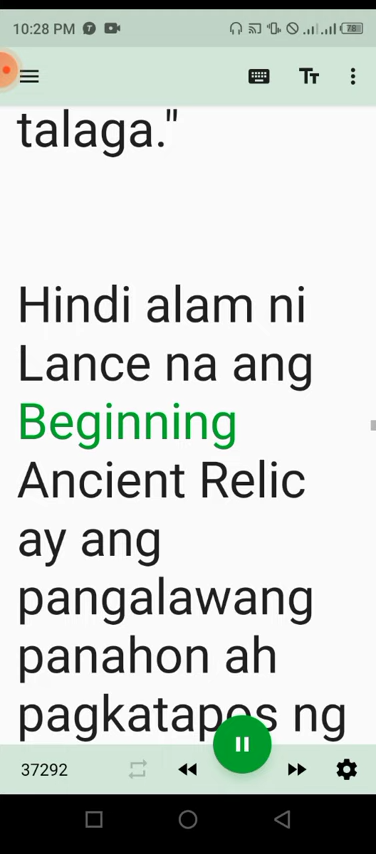 10:28 PM
78
talaga."
Hindi alam ni
Lance na ang
Beginning
Ancient Relic
ay ang
pangalawang
panahon ah
pagkatapos ng
37292